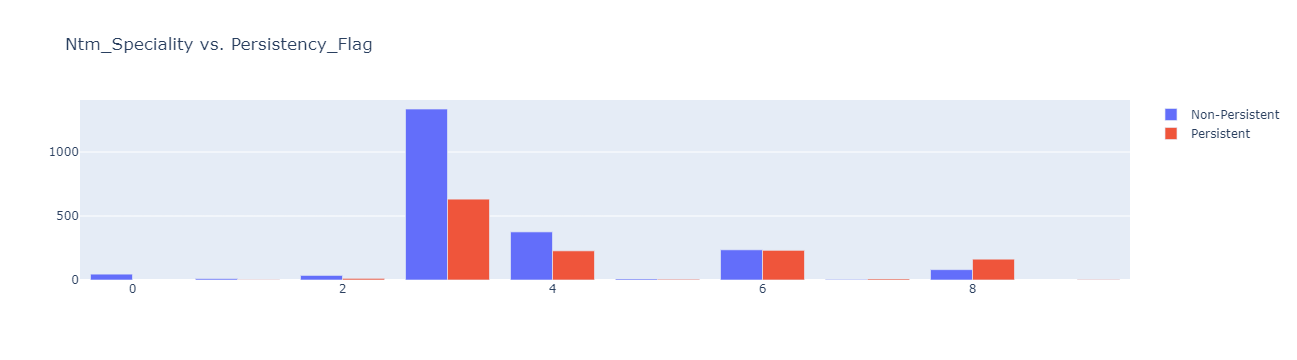 Ntm_Speciality vs. Persistency_Flag
Non-Persistent
Persistent
1000
500
0
0 2 4 6 8